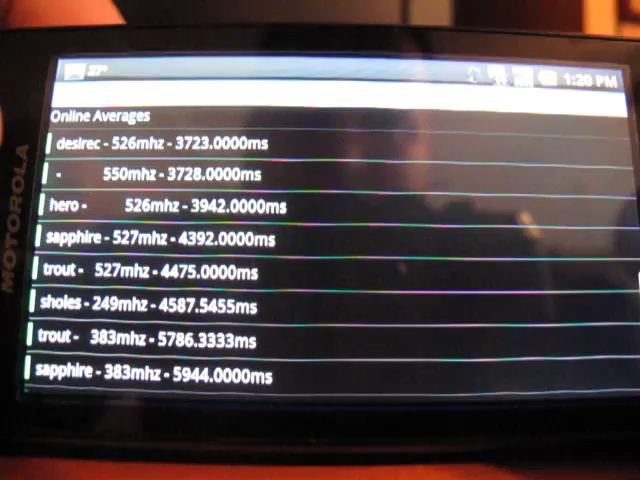 27°
1:20 PM
Online Averages
desirec - 526mhz - 3723.0000ms
- 550mhz - 3728.0000ms
hero - 526mhz - 3942.0000ms
sapphire - 527mhz - 4392.0000ms
trout - 527mhz - 4475.0000ms
sholes - 249mhz - 4587.5455ms
trout - 383mhz - 5786.3333ms
sapphire - 383mhz - 5944.0000ms
MOTOROLA